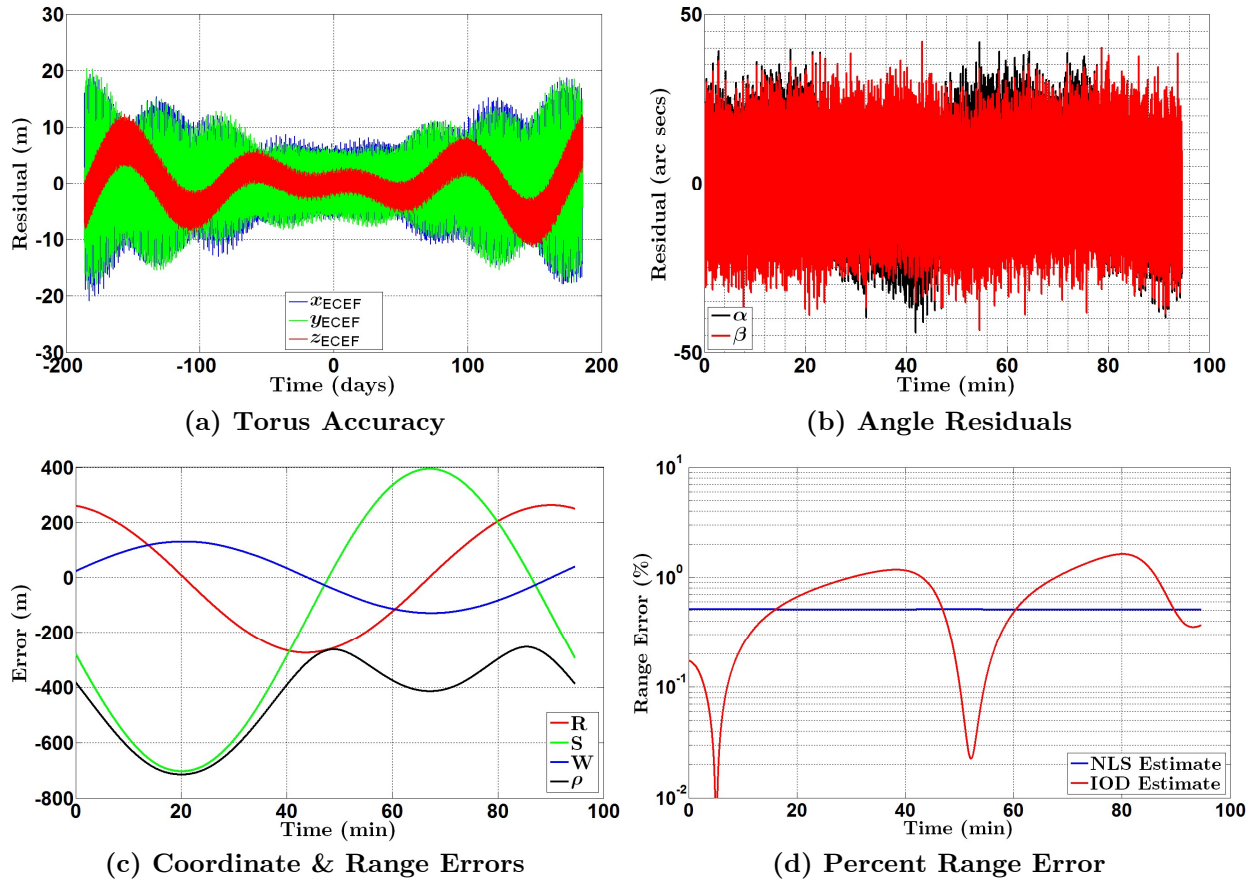 30
20
10
0
-10
-20
-30
-200
-100
0
100
200
Residual (m)
Time (days)
xECEF
yECEF
zECEF
(a) Torus Accuracy
50
0
-50
0
20
40
60
80
100
Residual (arc secs)
Time (min)
α
β
(b) Angle Residuals
400
200
0
-200
-400
-600
-800
0
20
40
60
80
100
Error (m)
Time (min)
R
S
W
ρ
(c) Coordinate & Range Errors
10^1
10^0
10^-1
10^-2
0
20
40
60
80
100
Range Error (%)
Time (min)
NLS Estimate
IOD Estimate
(d) Percent Range Error